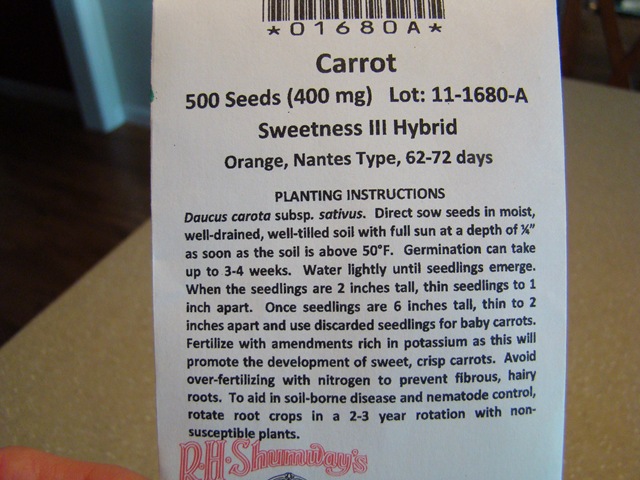 *01680A*
Carrot
500 Seeds (400 mg) Lot: 11-1680-A
Sweetness III Hybrid
Orange, Nantes Type, 62-72 days
PLANTING INSTRUCTIONS
Daucus carota subsp. sativus. Direct sow seeds in moist,
well-drained, well-tilled soil with full sun at a depth of ¼”
as soon as the soil is above 50°F. Germination can take
up to 3-4 weeks. Water lightly until seedlings emerge.
When the seedlings are 2 inches tall, thin seedlings to 1
inch apart. Once seedlings are 6 inches tall, thin to 2
inches apart and use discarded seedlings for baby carrots.
Fertilize with amendments rich in potassium as this will
promote the development of sweet, crisp carrots. Avoid
over-fertilizing with nitrogen to prevent fibrous, hairy
roots. To aid in soil-borne disease and nematode control,
rotate root crops in a 2-3 year rotation with non-
susceptible plants.
R·H·Shumway's